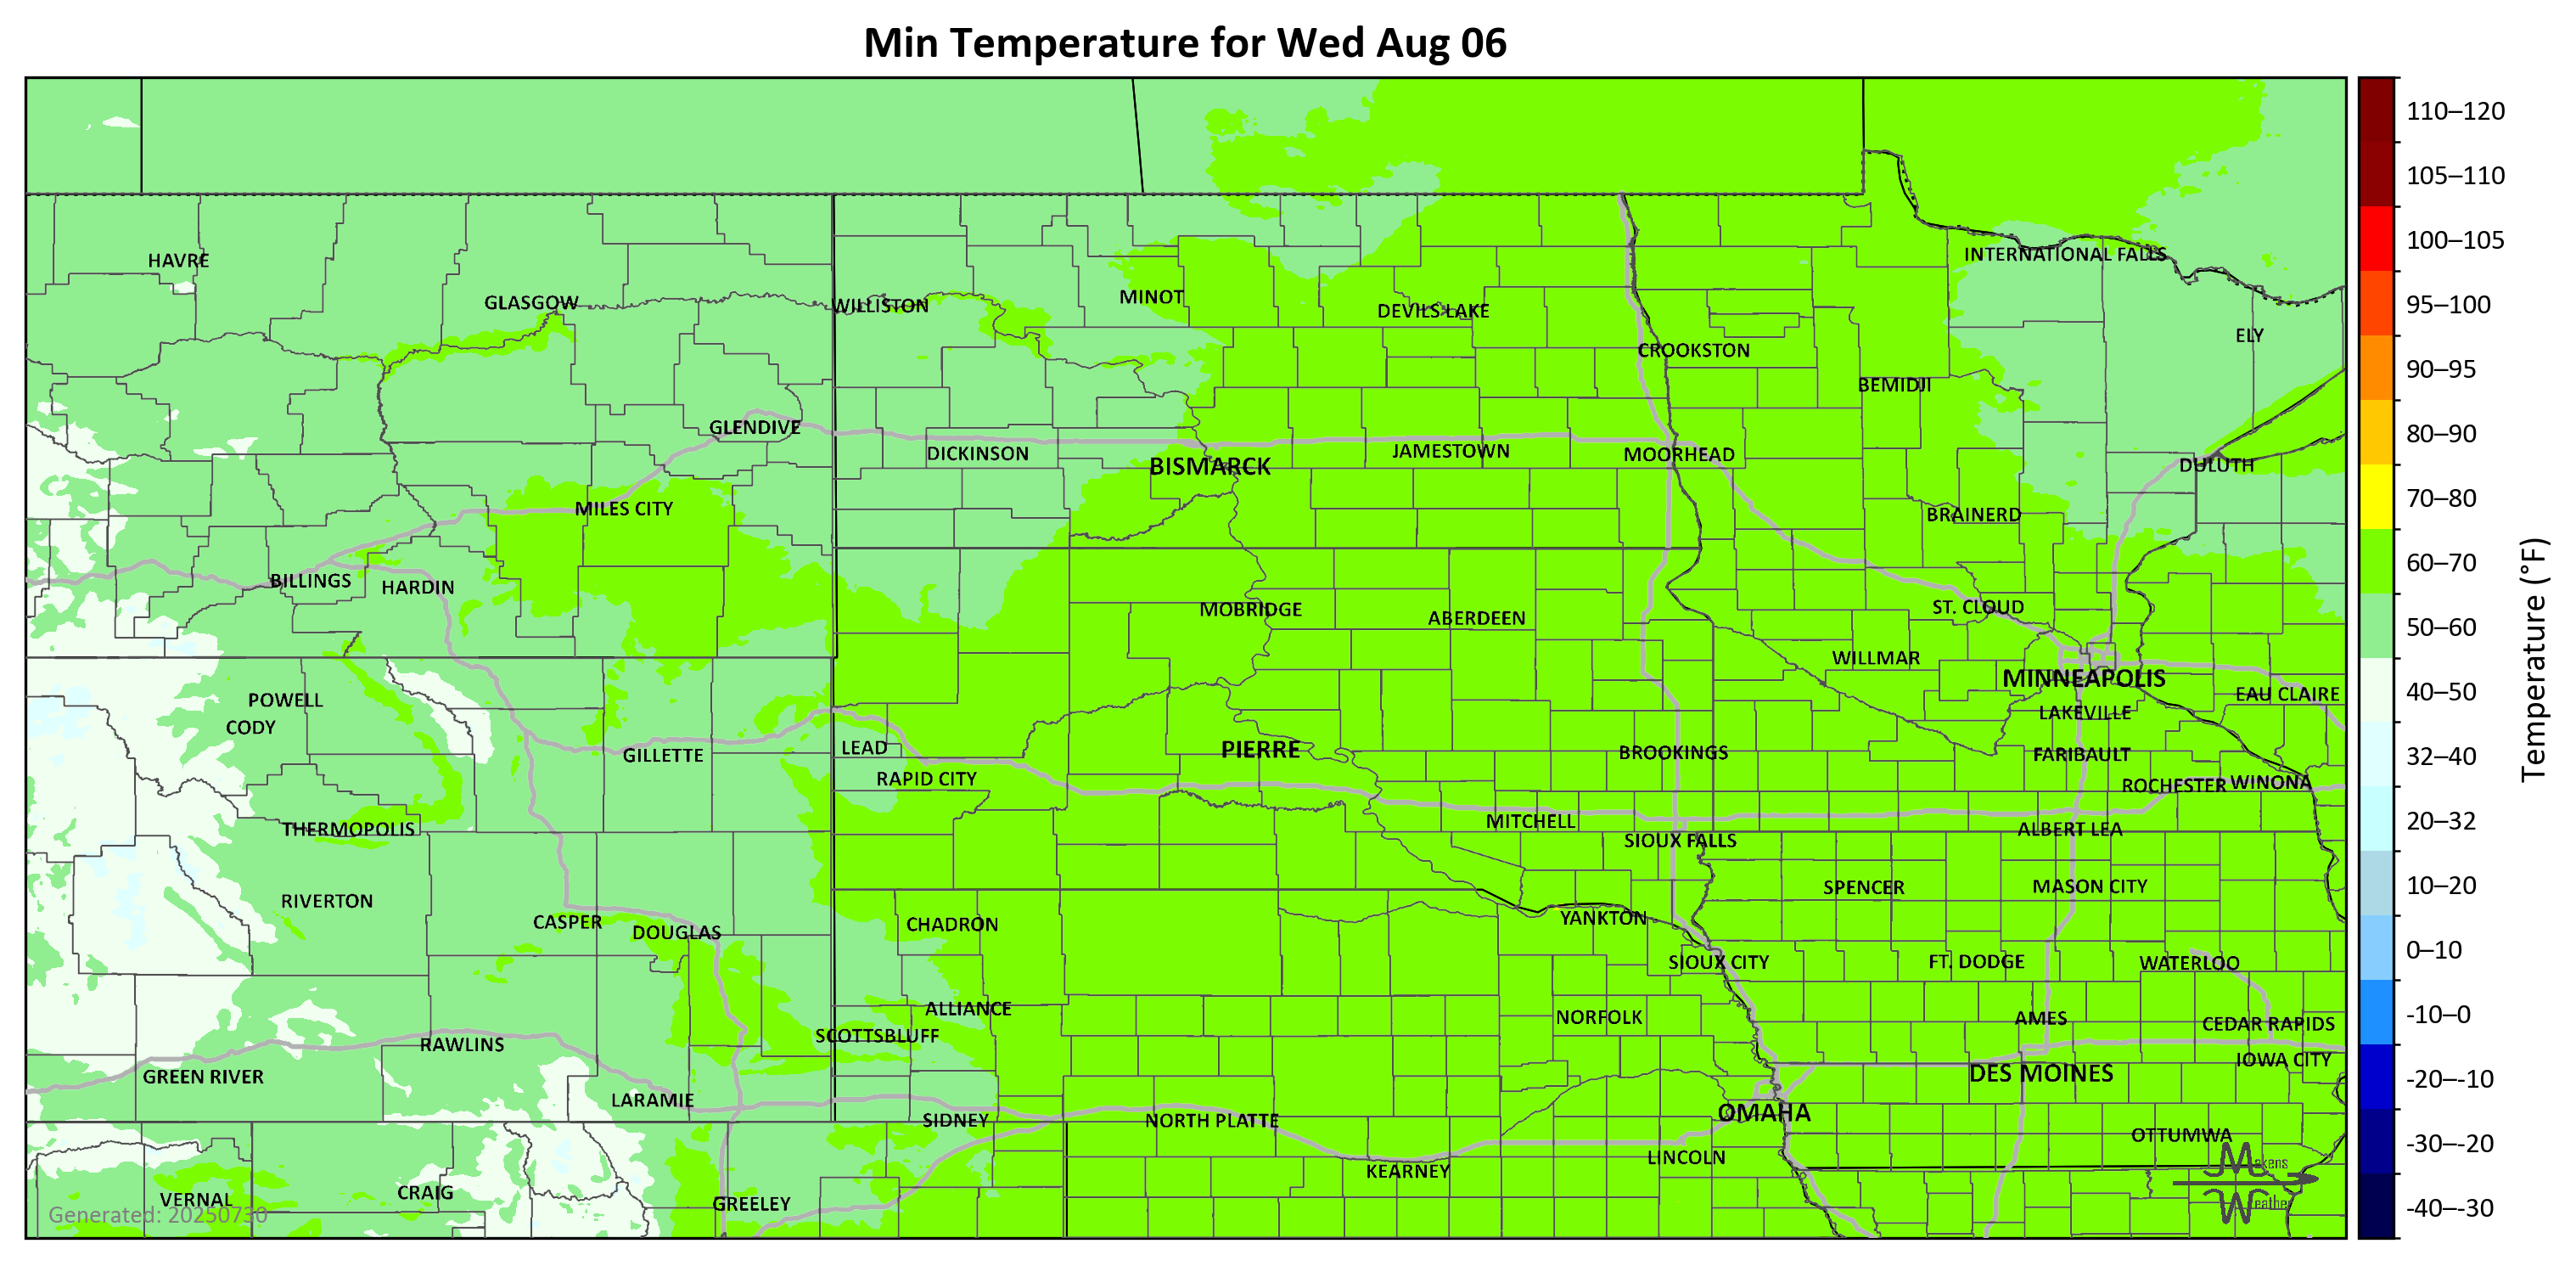 Min Temperature for Wed Aug 06
HAVRE
GLASGOW
WILLISTON
MINOT
DEVILS LAKE
INTERNATIONAL FALLS
ELY
CROOKSTON
BEMIDJI
GLENDIVE
DICKINSON
BISMARCK
JAMESTOWN
MOORHEAD
DULUTH
MILES CITY
BRAINERD
BILLINGS
HARDIN
MOBRIDGE
ABERDEEN
ST. CLOUD
WILLMAR
MINNEAPOLIS
EAU CLAIRE
POWELL
CODY
LAKEVILLE
GILLETTE
LEAD
PIERRE
BROOKINGS
FARIBAULT
RAPID CITY
ROCHESTER
WINONA
THERMOPOLIS
MITCHELL
SIOUX FALLS
ALBERT LEA
RIVERTON
SPENCER
MASON CITY
CASPER
DOUGLAS
CHADRON
YANKTON
SIOUX CITY
FT. DODGE
WATERLOO
ALLIANCE
NORFOLK
AMES
CEDAR RAPIDS
SCOTTSBLUFF
RAWLINS
IOWA CITY
GREEN RIVER
DES MOINES
LARAMIE
SIDNEY
NORTH PLATTE
OMAHA
OTTUMWA
LINCOLN
KEARNEY
VERNAL
CRAIG
GREELEY
Generated: 20250730
Makens
Weather
110−120
105−110
100−105
95−100
90−95
80−90
70−80
60−70
50−60
40−50
32−40
20−32
10−20
0−10
-10−0
-20−-10
-30−-20
-40−-30
Temperature (°F)